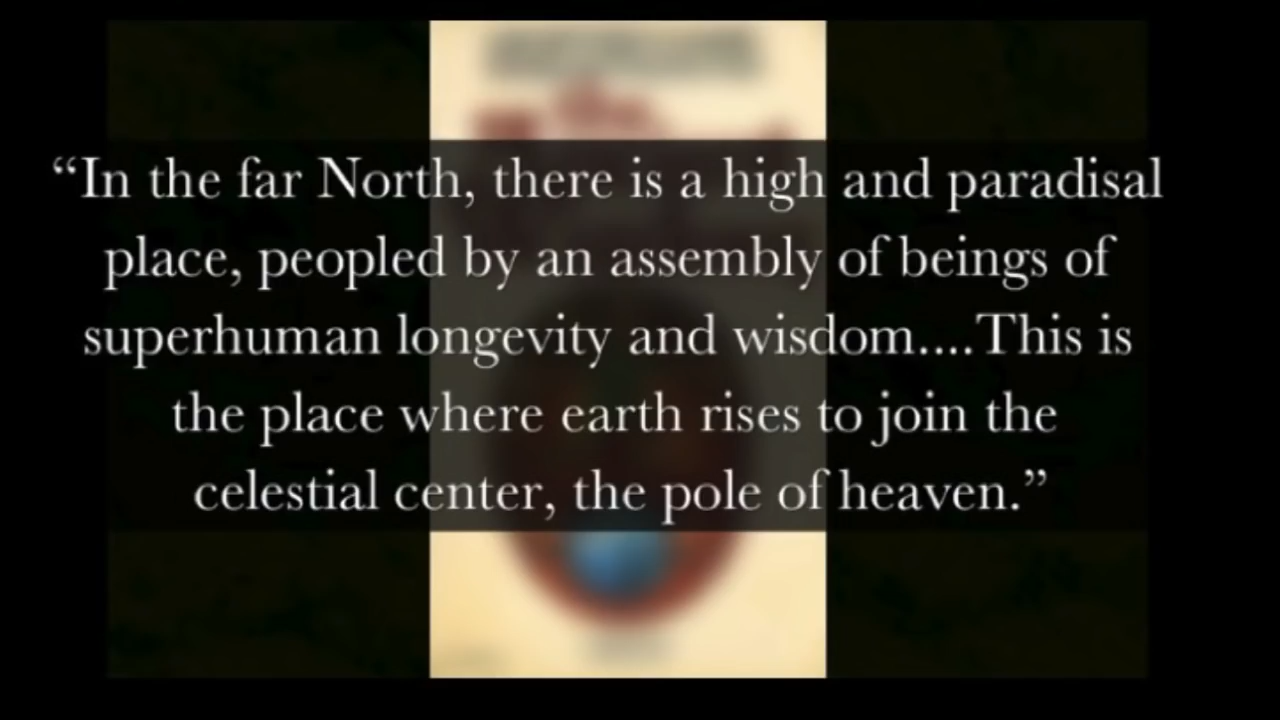 “In the far North, there is a high and paradisal
place, peopled by an assembly of beings of
superhuman longevity and wisdom....This is
the place where earth rises to join the
celestial center, the pole of heaven.”